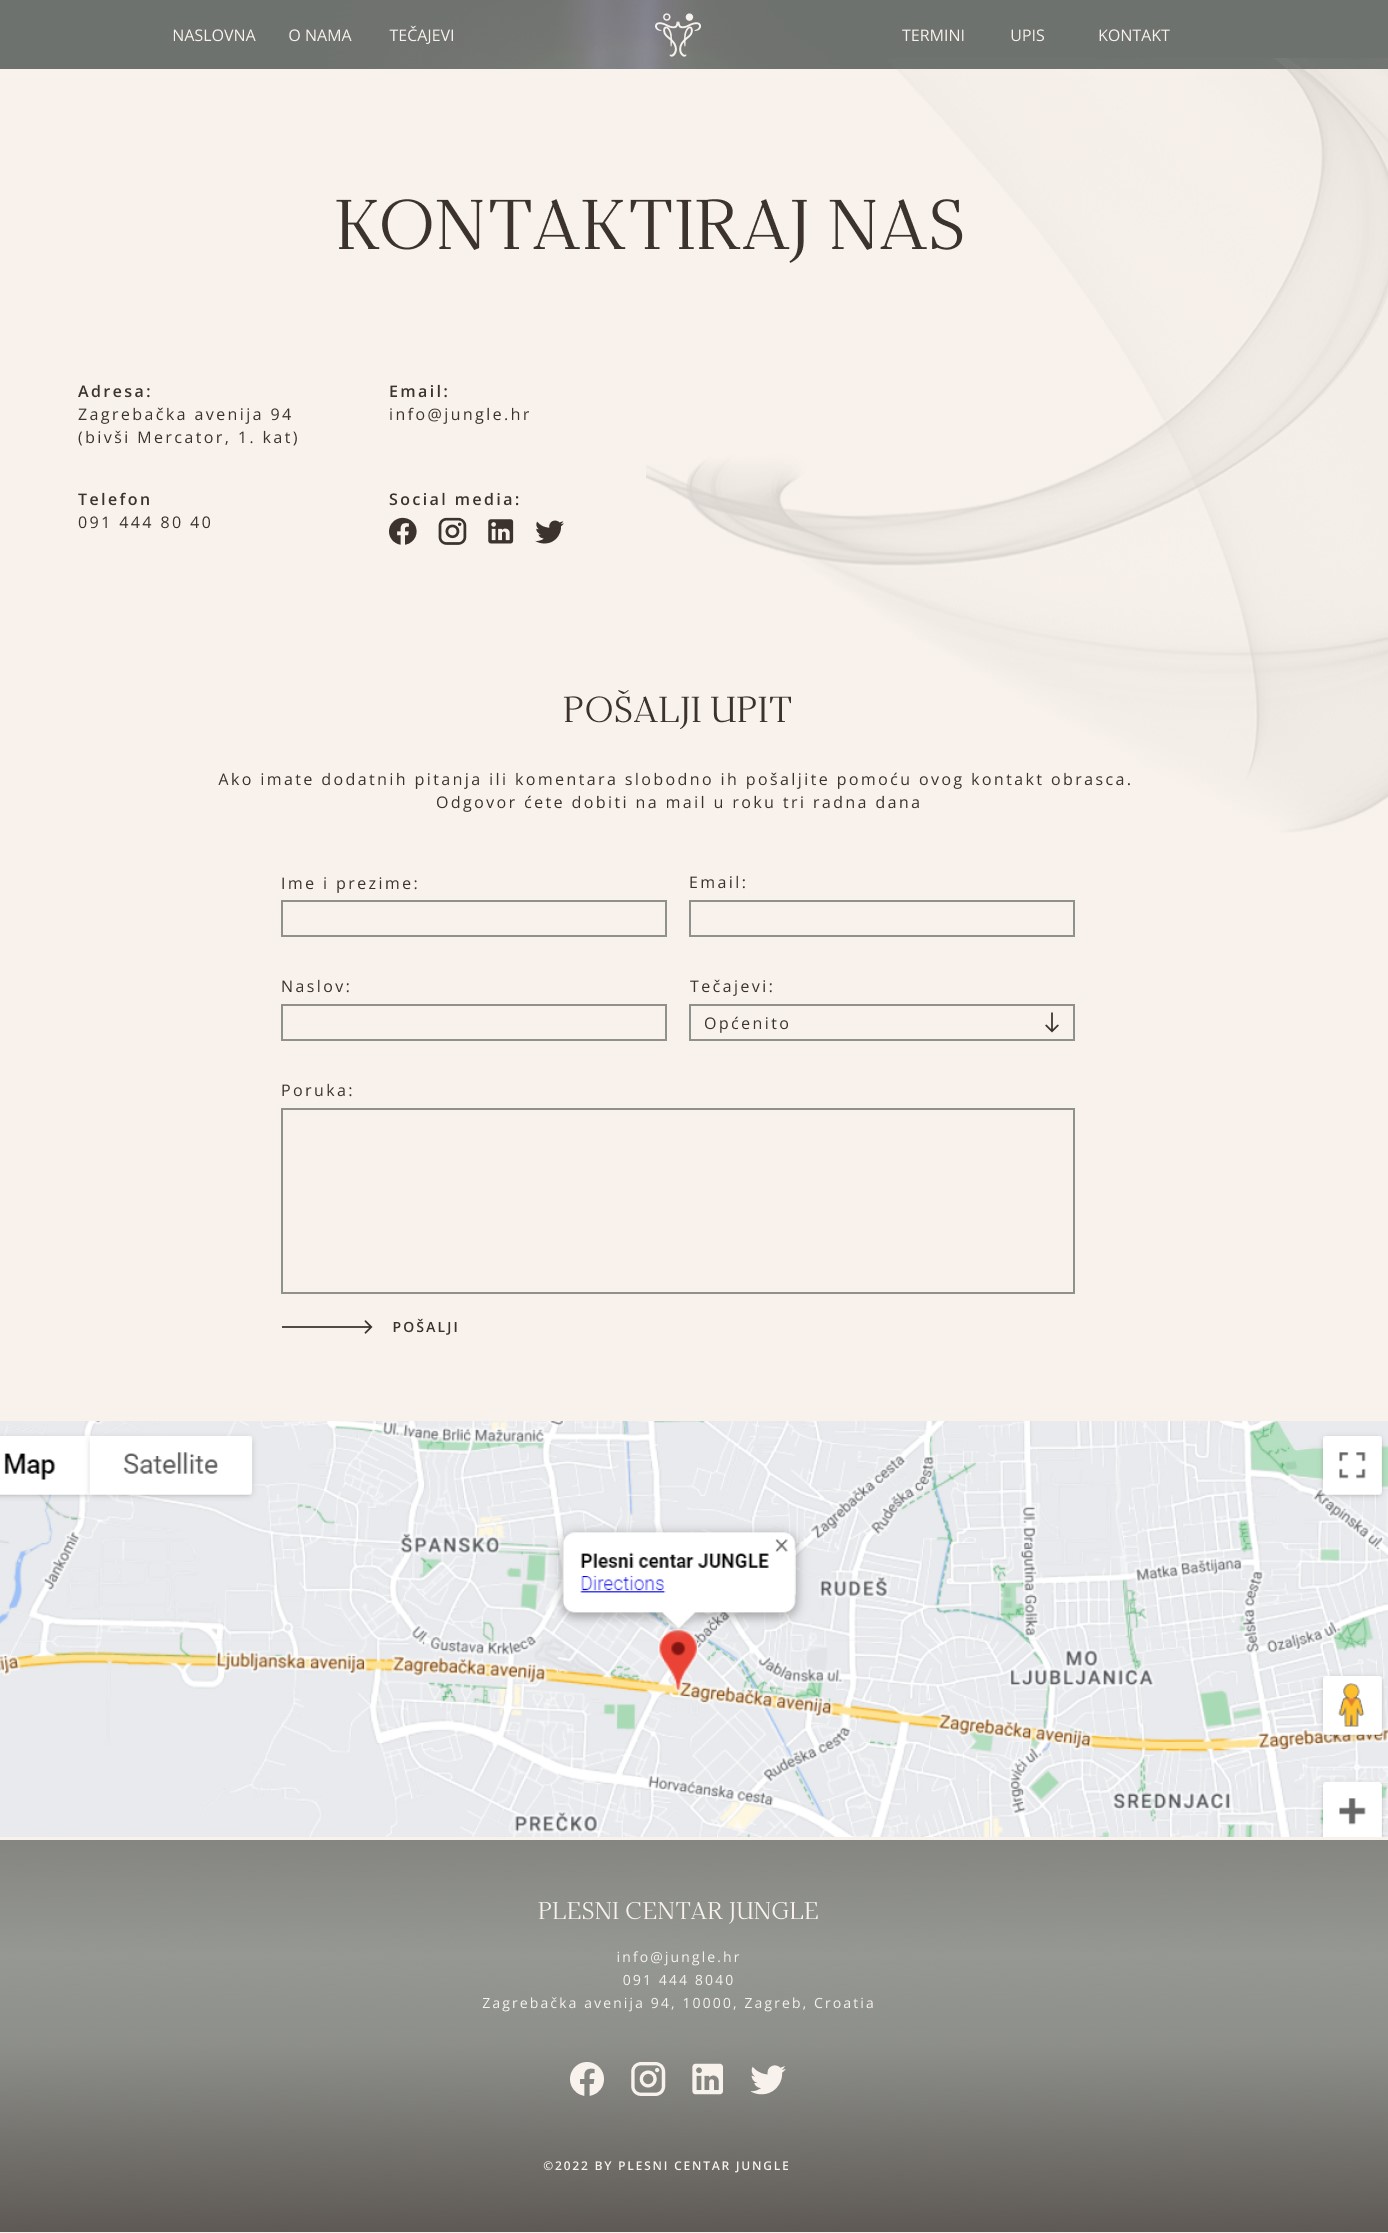 NASLOVNA O NAMA TEČAJEVI TERMINI UPIS KONTAKT
KONTAKTIRAJ NAS
Adresa:
Zagrebačka avenija 94
(bivši Mercator, 1. kat)
Email:
info@jungle.hr
Telefon
091 444 80 40
Social media:
POŠALJI UPIT
Ako imate dodatnih pitanja ili komentara slobodno ih pošaljite pomoću ovog kontakt obrasca.
Odgovor ćete dobiti na mail u roku tri radna dana
Ime i prezime:
Email:
Naslov:
Tečajevi:
Općenito
Poruka:
POŠALJI
Ul. Ivane Brlić Mažuranić
Map
Satellite
Zagrebačka cesta
Rudeška cesta
Krapinska ul.
Jankomir
ŠPANSKO
Plesni centar JUNGLE
Directions
RUDEŠ
Ul. Dragutina Golika
Matka Baštijana
Selska cesta
Ozaljska ul.
Ul. Gustava Krkleca
Jablanska ul.
MO
LJUBLJANICA
ija
Ljubljanska avenija
Zagrebačka avenija
Zagrebačka avenija
Zagrebačka avenija
Rudeška cesta
Horvaćanska cesta
Hrgovići ul.
SREDNJACI
PREČKO
PLESNI CENTAR JUNGLE
info@jungle.hr
091 444 8040
Zagrebačka avenija 94, 10000, Zagreb, Croatia
©2022 BY PLESNI CENTAR JUNGLE